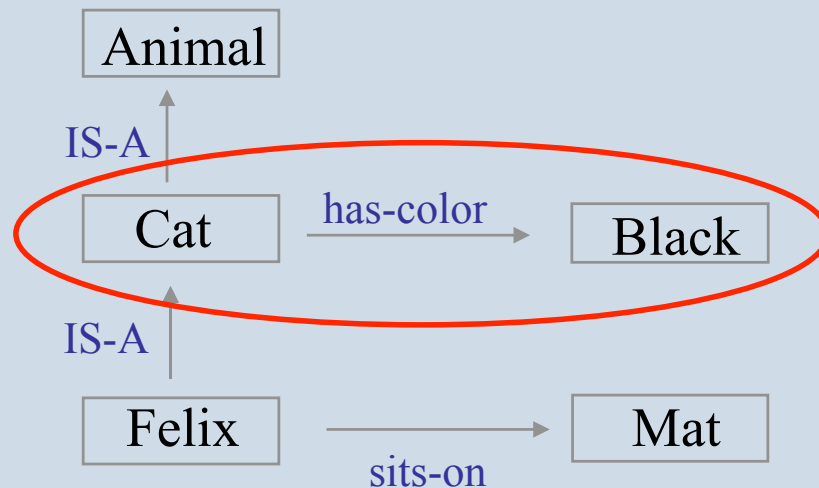 Animal
IS-A
Cat has-color Black
IS-A
Felix Mat
sits-on